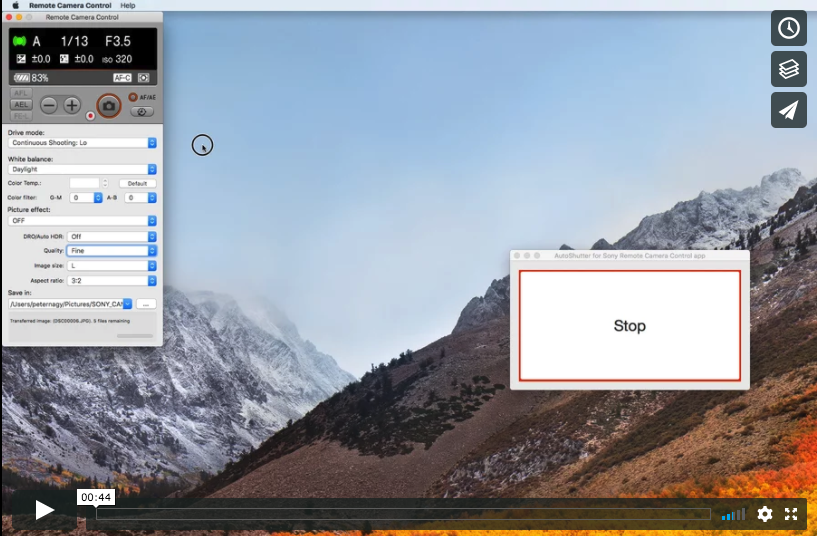 Remote Camera Control Help
Remote Camera Control
A 1/13 F3.5
±0.0 ±0.0 ISO 320
83% AF-C
AFL
AEL
AF/AE
Drive mode:
Continuous Shooting: Lo
White balance:
Daylight
Color Temp.: Default
Color filter: G-M 0 A-B 0
Picture effect:
OFF
DRO/Auto HDR: Off
Quality: Fine
Image size: L
Aspect ratio: 3:2
Save in:
/Users/peternagy/Pictures/SONY_CA ...
Transferred image: (DSC00008.JPG), 0 files remaining
AutoShutter for Sony Remote Camera Control app
Stop
00:44